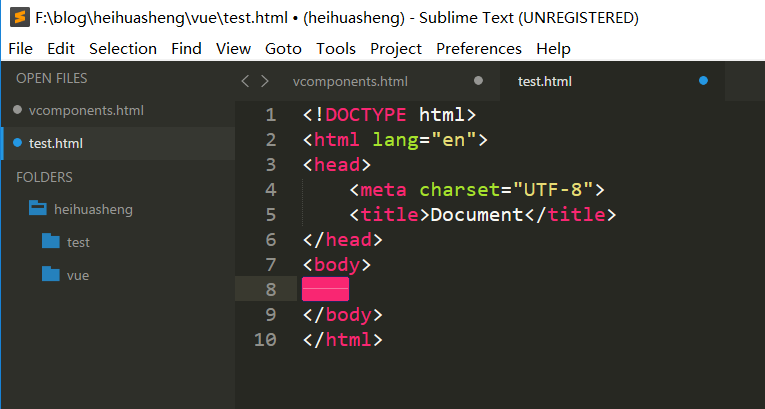 F:\blog\heihuasheng\vue\test.html • (heihuasheng) - Sublime Text (UNREGISTERED)
File Edit Selection Find View Goto Tools Project Preferences Help
OPEN FILES
vcomponents.html
test.html
FOLDERS
heihuasheng
test
vue
vcomponents.html test.html
1 <!DOCTYPE html>
2 <html lang="en">
3 <head>
4 <meta charset="UTF-8">
5 <title>Document</title>
6 </head>
7 <body>
8
9 </body>
10 </html>